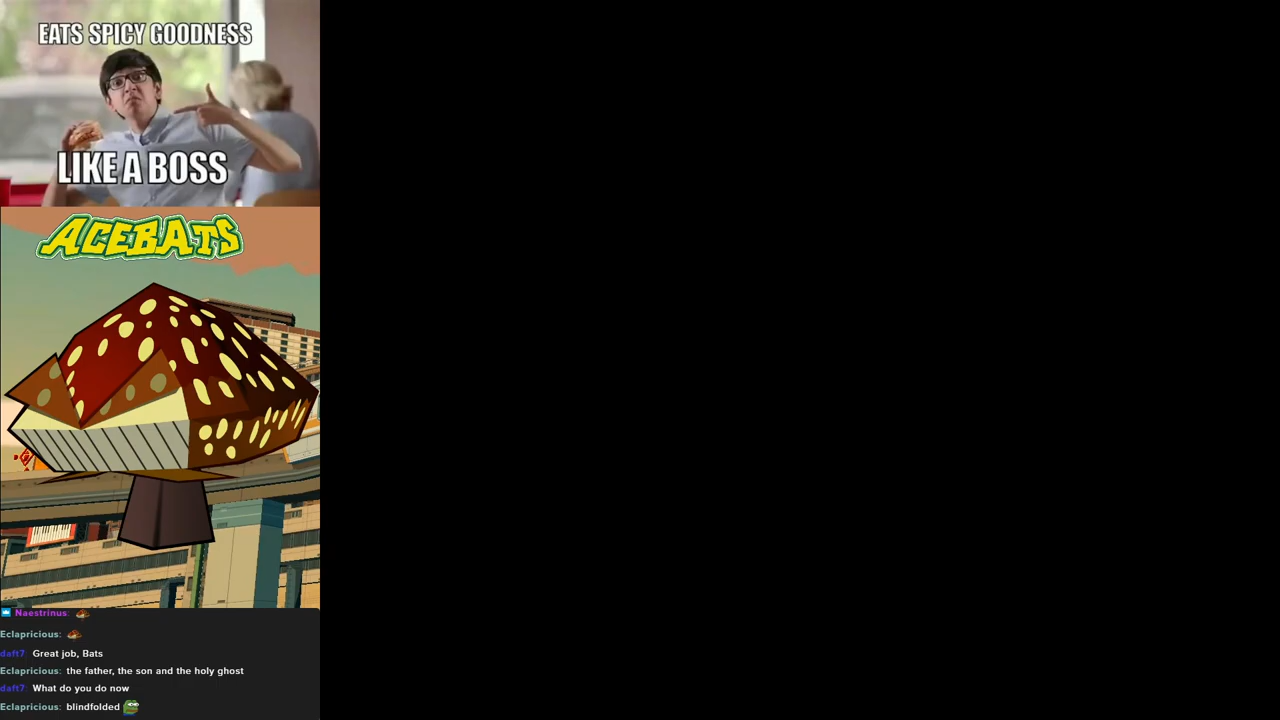 EATS SPICY GOODNESS
LIKE A BOSS
ACEBATS
Naestrinus:
Eclapricious:
daft7: Great job, Bats
Eclapricious: the father, the son and the holy ghost
daft7: What do you do now
Eclapricious: blindfolded